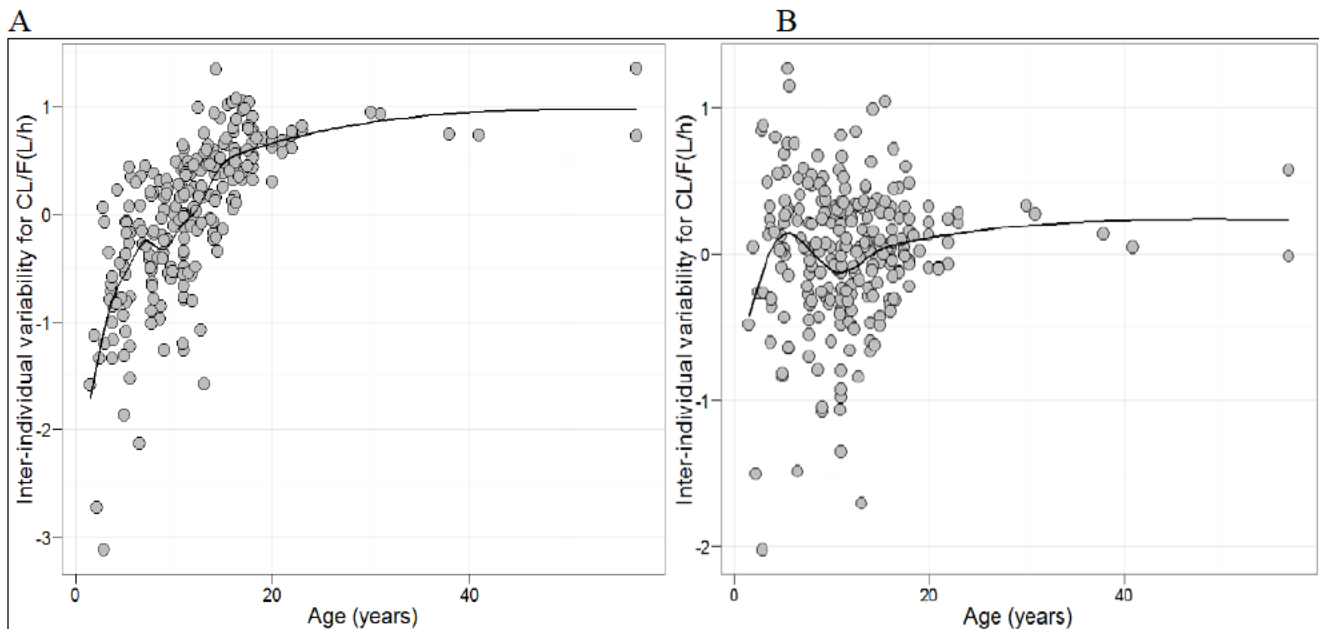 A
B
Inter-individual variability for CL/F(L/h)
1
0
-1
-2
-3
0
20
40
Age (years)
Inter-individual variability for CL/F(L/h)
1
0
-1
-2
0
20
40
Age (years)